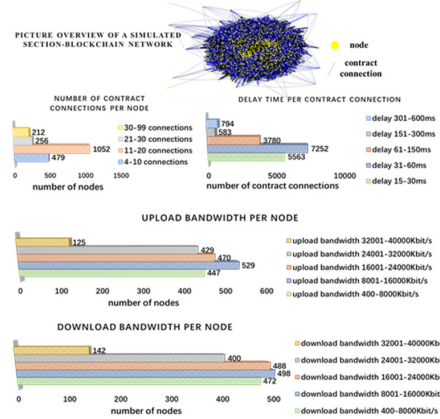 PICTURE OVERVIEW OF A SIMULATED
SECTION-BLOCKCHAIN NETWORK
node
contract
connection
NUMBER OF CONTRACT
CONNECTIONS PER NODE
212
256
1052
479
30-99 connections
21-30 connections
11-20 connections
4-10 connections
0 500 1000 1500
number of nodes
DELAY TIME PER CONTRACT CONNECTION
794
583
3780
7252
5563
delay 301-600ms
delay 151-300ms
delay 61-150ms
delay 31-60ms
delay 15-30ms
0 5000 10000
number of contract connections
UPLOAD BANDWIDTH PER NODE
125
429
470
529
447
upload bandwidth 32001-40000Kbit/s
upload bandwidth 24001-32000Kbit/s
upload bandwidth 16001-24000Kbit/s
upload bandwidth 8001-16000Kbit/s
upload bandwidth 400-8000Kbit/s
0 100 200 300 400 500 600
number of nodes
DOWNLOAD BANDWIDTH PER NODE
142
400
488
498
472
download bandwidth 32001-40000Kb
download bandwidth 24001-32000Kb
download bandwidth 16001-24000Kb
download bandwidth 8001-16000Kbit
download bandwidth 400-8000Kbit/s
0 100 200 300 400 500
number of nodes